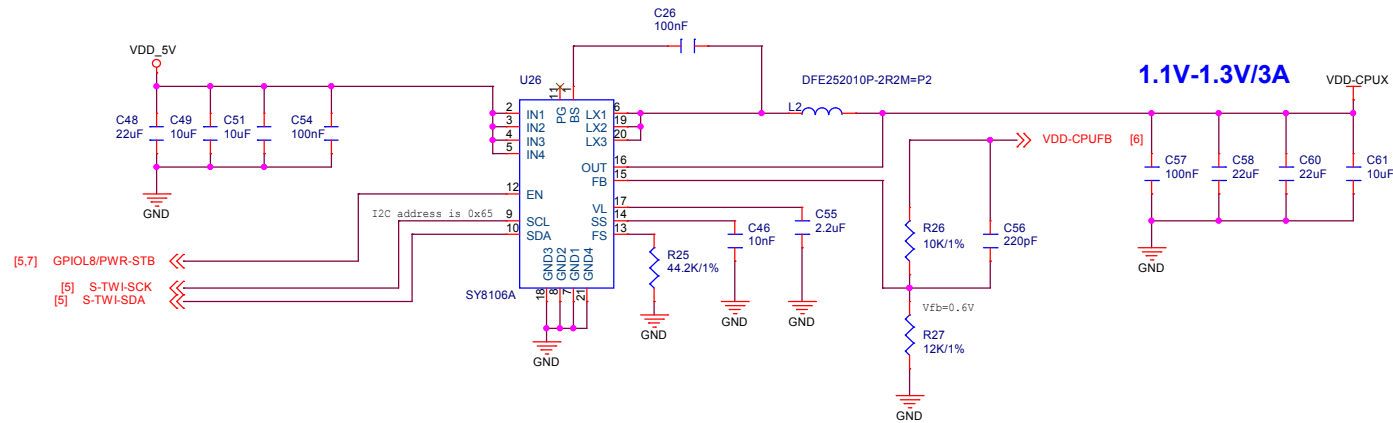 C26
100nF
VDD_5V
U26
DFE252010P-2R2M=P2
1.1V-1.3V/3A
VDD-CPUX
11
1
PG
BS
2
IN1
3
IN2
4
IN3
5
IN4
LX1
6
LX2
19
LX3
20
L2
C48
22uF
C49
10uF
C51
10uF
C54
100nF
VDD-CPUFB
[6]
OUT
16
FB
15
C57
100nF
C58
22uF
C60
22uF
C61
10uF
12
EN
GND
I2C address is 0x65
9
SCL
10
SDA
VL
17
SS
14
FS
13
C46
10nF
C55
2.2uF
R26
10K/1%
C56
220pF
R25
44.2K/1%
GND
[5,7]
GPIOL8/PWR-STB
[5]
S-TWI-SCK
[5]
S-TWI-SDA
GND3
GND2
GND1
GND4
18
8
7
21
SY8106A
GND
GND
GND
GND
Vfb=0.6V
R27
12K/1%
GND